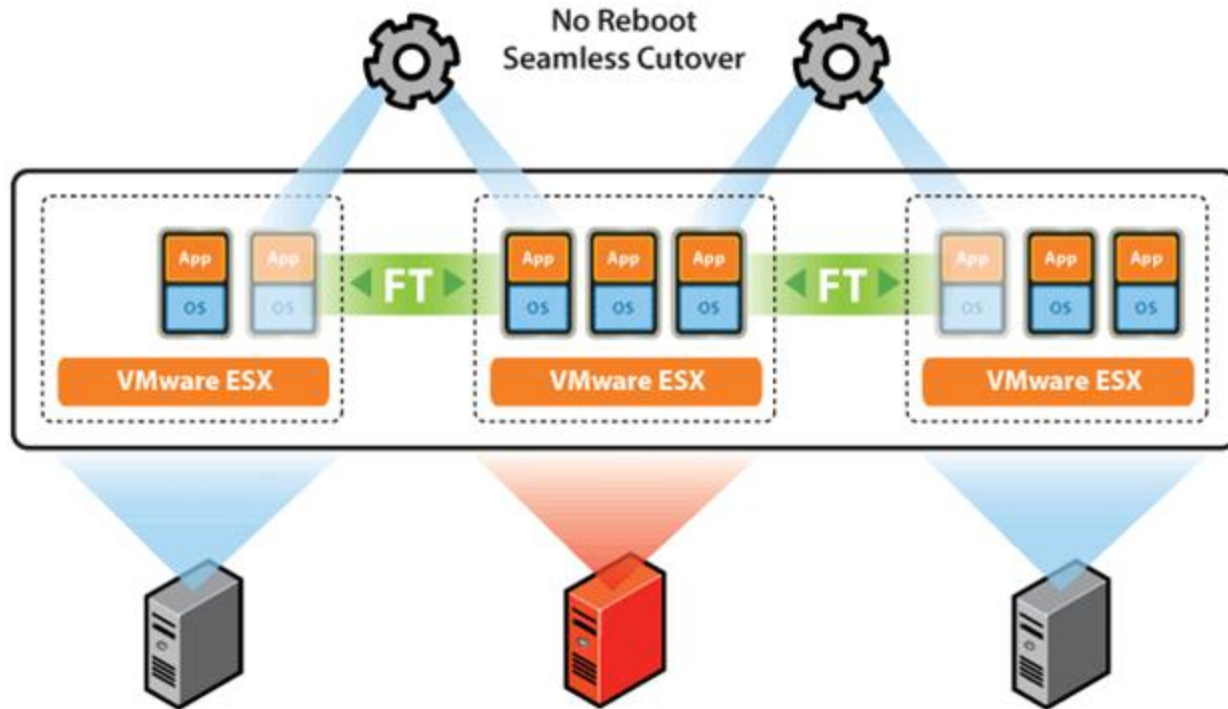 No Reboot
Seamless Cutover
App App FT App App App FT App App App
OS OS OS OS OS OS OS OS
VMware ESX VMware ESX VMware ESX